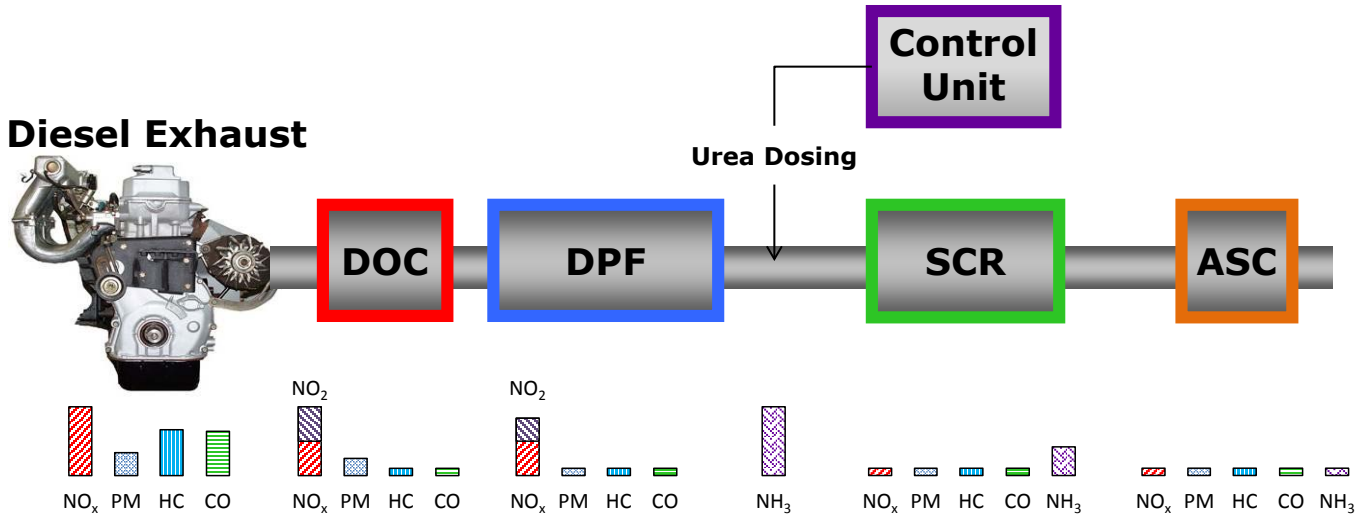 Control
Unit
Diesel Exhaust
Urea Dosing
DOC
DPF
SCR
ASC
NO₂
NO₂
NOₓ PM HC CO
NOₓ PM HC CO
NOₓ PM HC CO
NH₃
NOₓ PM HC CO NH₃
NOₓ PM HC CO NH₃